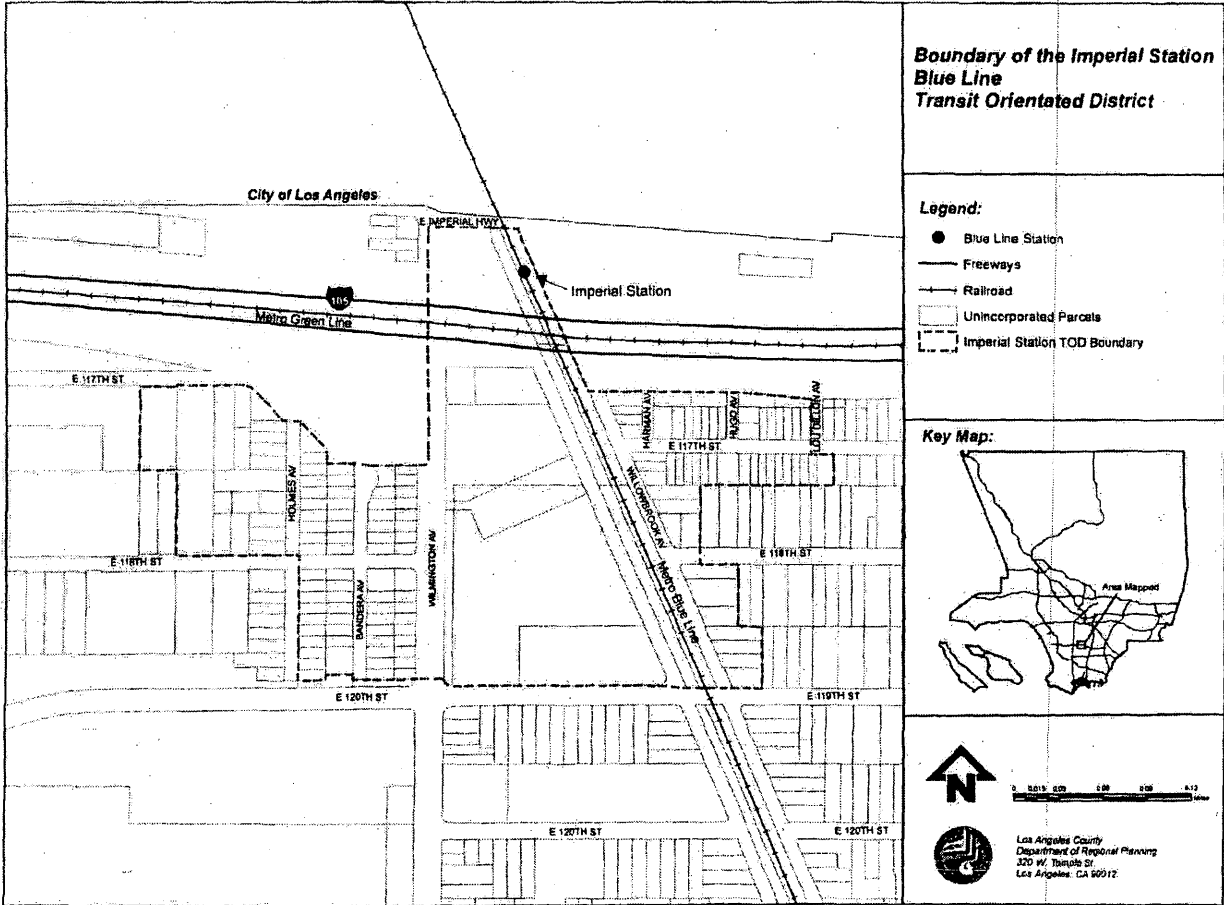 Boundary of the Imperial Station
Blue Line
Transit Orientated District
Legend:
Blue Line Station
Freeways
Railroad
Unincorporated Parcels
Imperial Station TOD Boundary
Key Map:
Area Mapped
N
Los Angeles County
Department of Regional Planning
320 W. Temple St.
Los Angeles, CA 90012
City of Los Angeles
E IMPERIAL HWY
Imperial Station
105
Metro Green Line
E 117TH ST
HARMAN AV
HUGO AV
LOU DILLON AV
E 117TH ST
HOLMES AV
WILLOWBROOK AV
E 118TH ST
E 118TH ST
BANDERA AV
WILMINGTON AV
Metro Blue Line
E 120TH ST
E 119TH ST
E 120TH ST
E 120TH ST